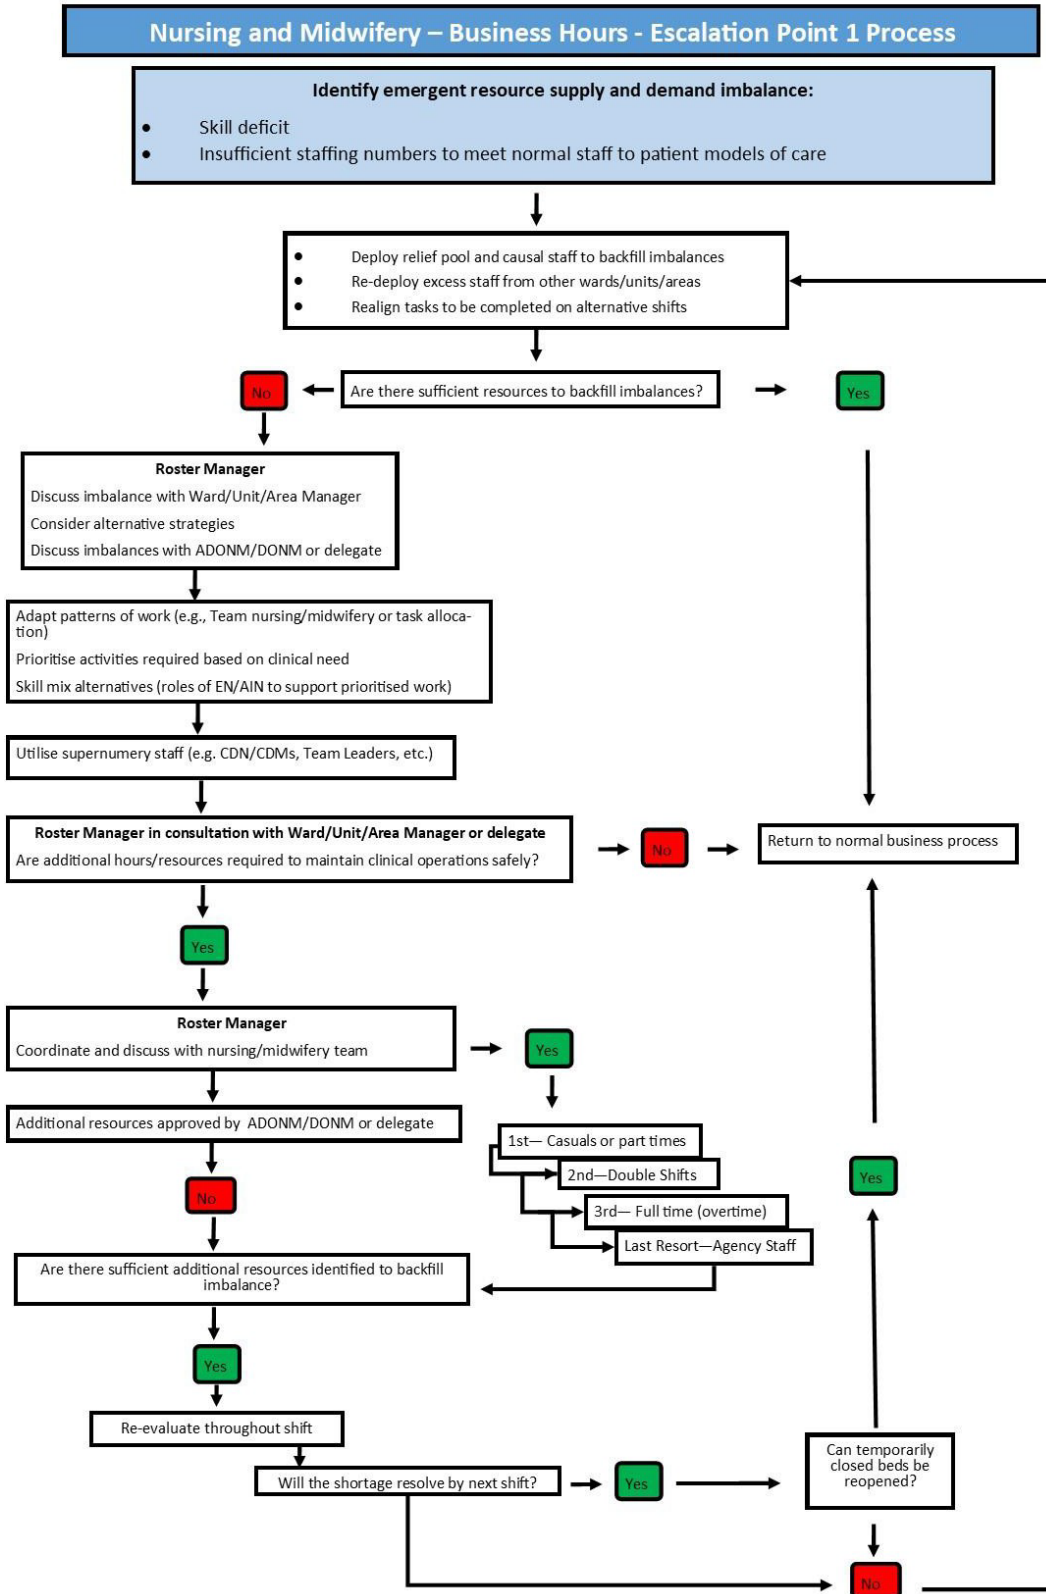 Nursing and Midwifery – Business Hours - Escalation Point 1 Process
Identify emergent resource supply and demand imbalance:
• Skill deficit
• Insufficient staffing numbers to meet normal staff to patient models of care
• Deploy relief pool and causal staff to backfill imbalances
• Re-deploy excess staff from other wards/units/areas
• Realign tasks to be completed on alternative shifts
No
Are there sufficient resources to backfill imbalances?
Yes
Roster Manager
Discuss imbalance with Ward/Unit/Area Manager
Consider alternative strategies
Discuss imbalances with ADONM/DONM or delegate
Adapt patterns of work (e.g., Team nursing/midwifery or task alloca-
tion)
Prioritise activities required based on clinical need
Skill mix alternatives (roles of EN/AIN to support prioritised work)
Utilise supernumery staff (e.g. CDN/CDMs, Team Leaders, etc.)
Roster Manager in consultation with Ward/Unit/Area Manager or delegate
Are additional hours/resources required to maintain clinical operations safely?
No
Return to normal business process
Yes
Roster Manager
Coordinate and discuss with nursing/midwifery team
Yes
Additional resources approved by ADONM/DONM or delegate
1st— Casuals or part times
2nd—Double Shifts
3rd— Full time (overtime)
Last Resort—Agency Staff
No
Yes
Are there sufficient additional resources identified to backfill
imbalance?
Yes
Re-evaluate throughout shift
Will the shortage resolve by next shift?
Yes
Can temporarily
closed beds be
reopened?
No